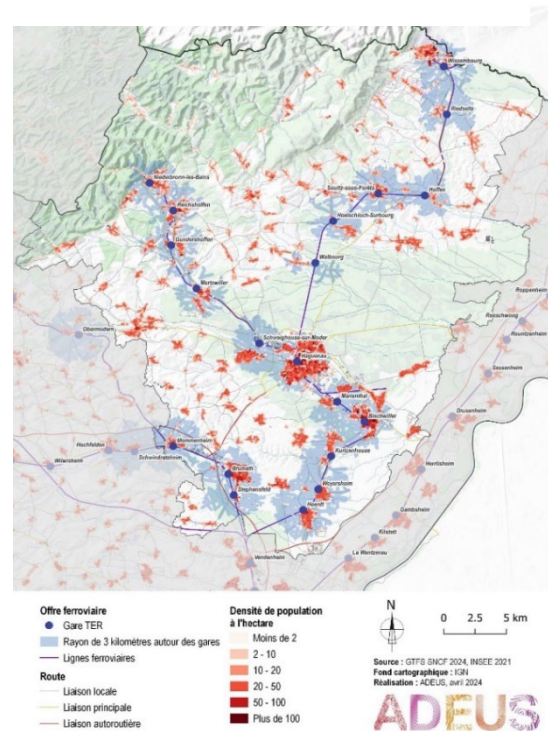 Wissembourg
Riedseltz
Niederbronn-les-Bains
Soultz-sous-Forêts
Hoffen
Reichshoffen
Hoelschloch-Surbourg
Gundershoffen
Walbourg
Mertzwiller
Roppenheim
Roeschwoog
Obermodern
Schweighouse-sur-Moder
Rountzenheim
Haguenau
Sessenheim
Marienthal
Bischwiller
Drusenheim
Mommenheim
Hochfelden
Kurtzenhouse
Schwindratzheim
Wilwisheim
Herrlisheim
Brumath
Stephansfeld
Weyersheim
Hoerdt
Gambsheim
Kilstett
La Wantzenau
Vendenheim
Offre ferroviaire
Gare TER
Rayon de 3 kilomètres autour des gares
Lignes ferroviaires
Route
Liaison locale
Liaison principale
Liaison autoroutière
Densité de population
à l'hectare
Moins de 2
2 - 10
10 - 20
20 - 50
50 - 100
Plus de 100
N
0 2.5 5 km
Source : GTFS SNCF 2024, INSEE 2021
Fond cartographique : IGN
Réalisation : ADEUS, avril 2024
ADEUS